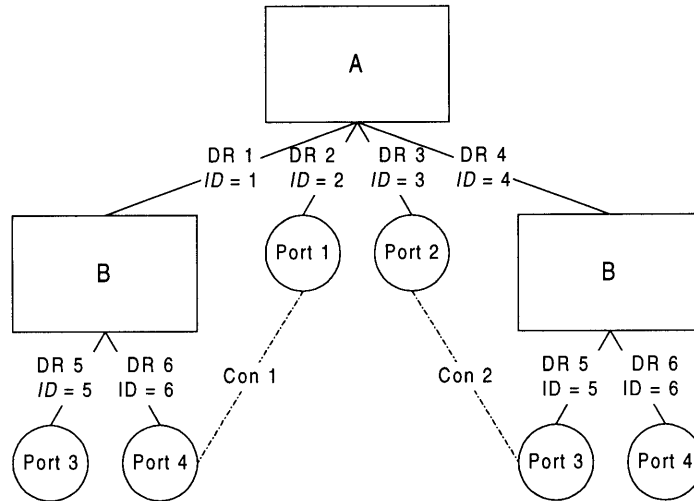 A
DR 1 DR 2 DR 3 DR 4
ID = 1 ID = 2 ID = 3 ID = 4
B Port 1 Port 2 B
DR 5 DR 6 Con 1 Con 2 DR 5 DR 6
ID = 5 ID = 6 ID = 5 ID = 6
Port 3 Port 4 Port 3 Port 4